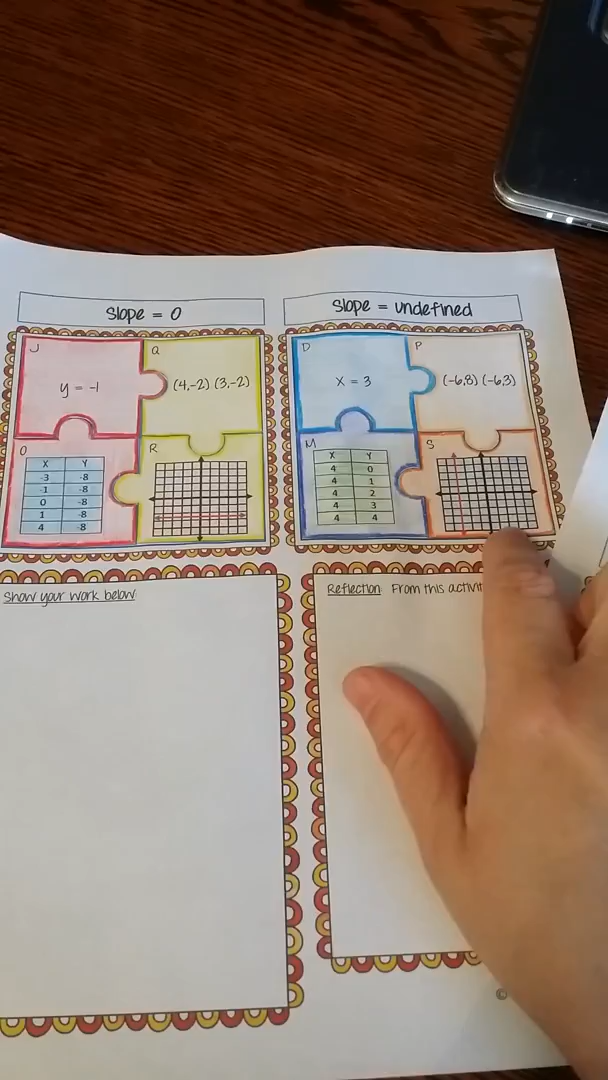 Slope = 0
Slope = undefined
J
y = -1
Q
(4,-2) (3,-2)
O
X Y
-3 -8
-1 -8
0 -8
1 -8
4 -8
R
D
x = 3
P
(-6,8) (-6,3)
M
X Y
4 0
4 1
4 2
4 3
4 4
S
Show your work below
Reflection From this activi
©